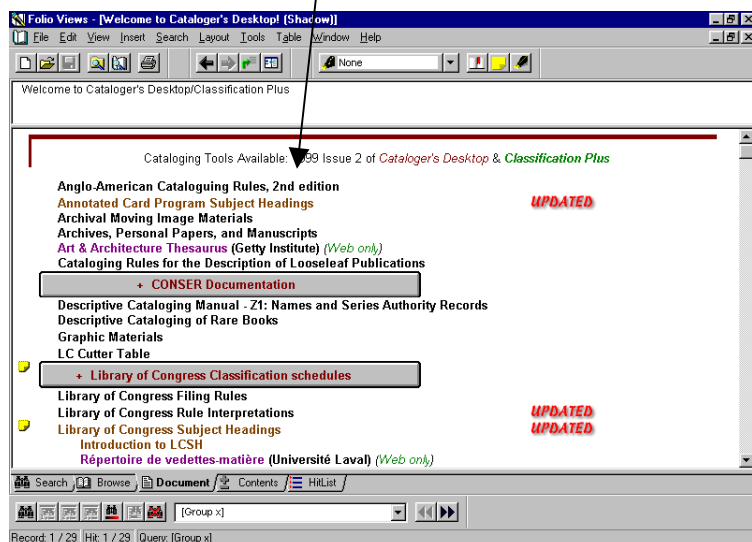 Folio Views - [Welcome to Cataloger's Desktop! (Shadow)]
File Edit View Insert Search Layout Tools Table Window Help
None
Welcome to Cataloger's Desktop/Classification Plus
Cataloging Tools Available: 999 Issue 2 of Cataloger's Desktop & Classification Plus
Anglo-American Cataloguing Rules, 2nd edition
Annotated Card Program Subject Headings UPDATED
Archival Moving Image Materials
Archives, Personal Papers, and Manuscripts
Art & Architecture Thesaurus (Getty Institute) (Web only)
Cataloging Rules for the Description of Looseleaf Publications
+ CONSER Documentation
Descriptive Cataloging Manual - Z1: Names and Series Authority Records
Descriptive Cataloging of Rare Books
Graphic Materials
LC Cutter Table
+ Library of Congress Classification schedules
Library of Congress Filing Rules
Library of Congress Rule Interpretations UPDATED
Library of Congress Subject Headings UPDATED
Introduction to LCSH
Répertoire de vedettes-matière (Université Laval) (Web only)
Search Browse Document Contents HitList
[Group x]
Record: 1 / 29 Hit: 1 / 29 Query: [Group x]